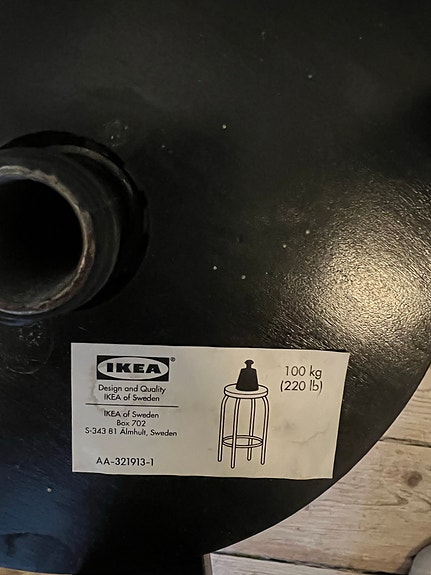 IKEA®
Design and Quality
IKEA of Sweden
IKEA of Sweden
Box 702
S-343 81 Älmhult, Sweden
AA-321913-1
100 kg
(220 lb)